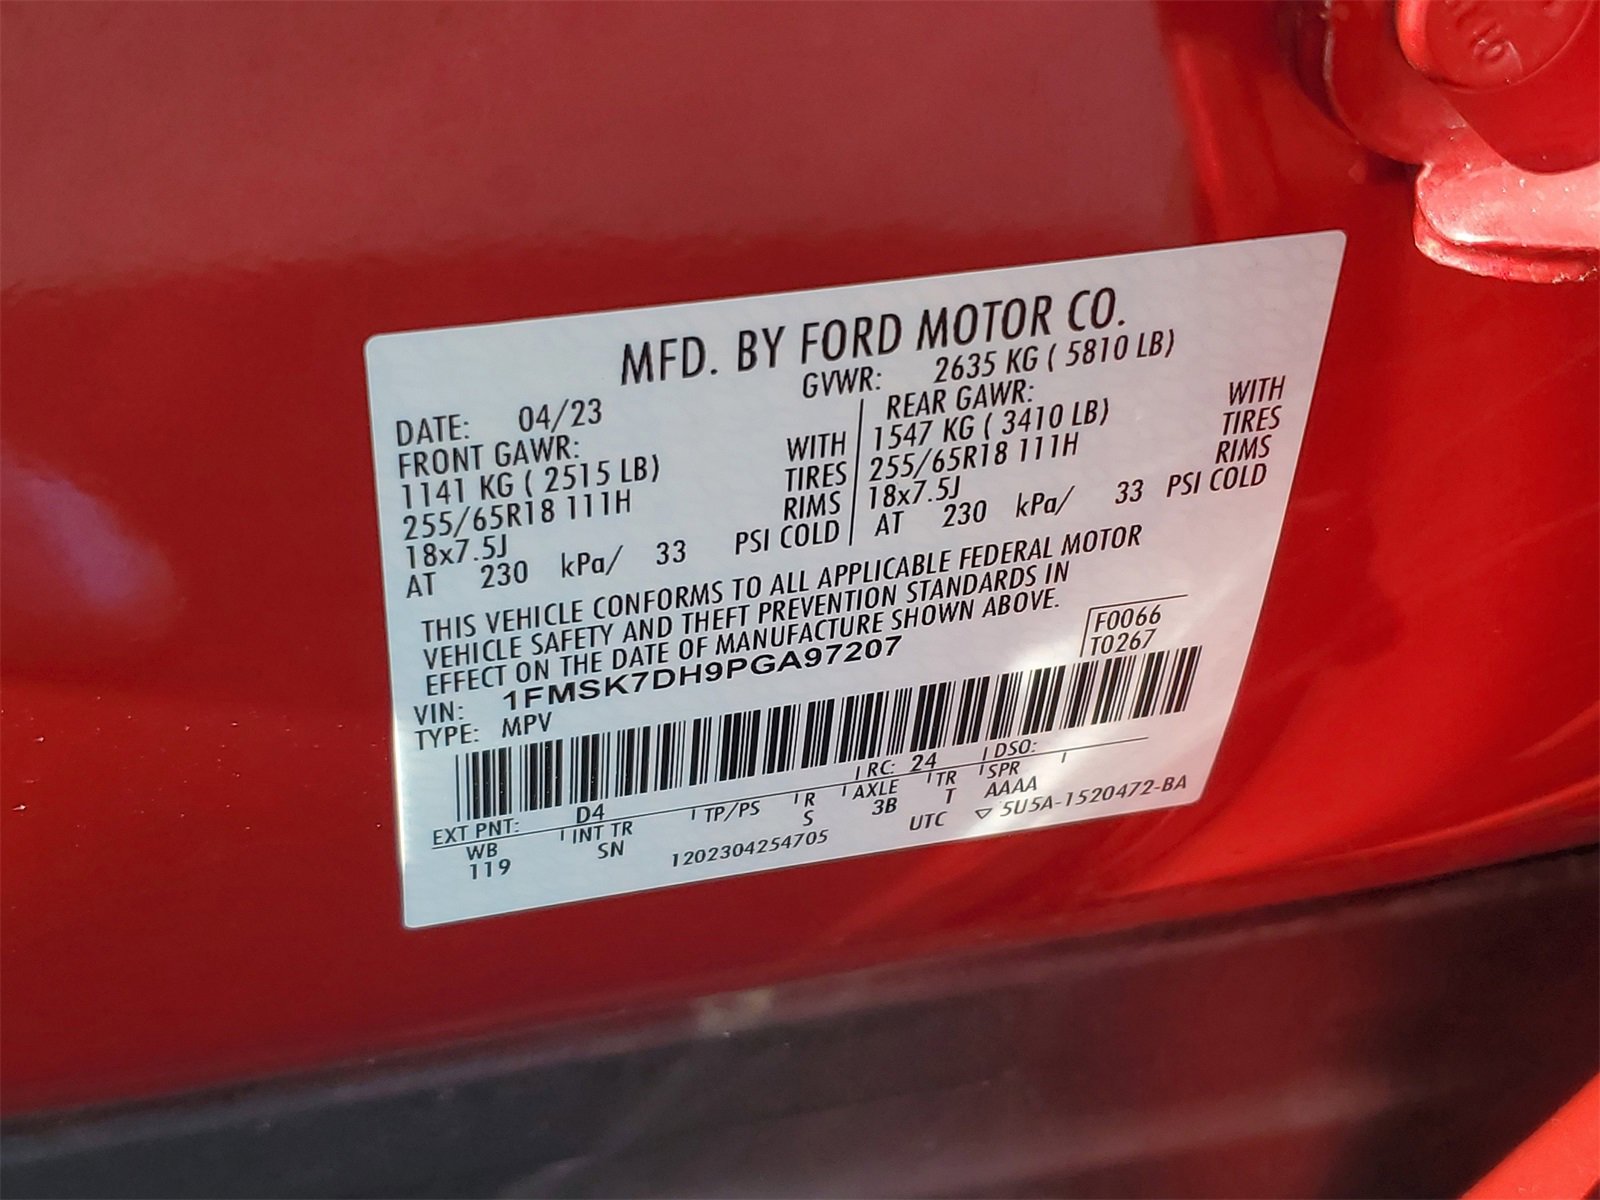 MFD. BY FORD MOTOR CO.
DATE: 04/23 GVWR: 2635 KG ( 5810 LB)
FRONT GAWR: REAR GAWR:
1141 KG ( 2515 LB) WITH 1547 KG ( 3410 LB) WITH
255/65R18 111H TIRES 255/65R18 111H TIRES
18x7.5J RIMS 18x7.5J RIMS
AT 230 kPa/ 33 PSI COLD AT 230 kPa/ 33 PSI COLD
THIS VEHICLE CONFORMS TO ALL APPLICABLE FEDERAL MOTOR
VEHICLE SAFETY AND THEFT PREVENTION STANDARDS IN
EFFECT ON THE DATE OF MANUFACTURE SHOWN ABOVE.
VIN: 1FMSK7DH9PGA97207 F0066
TYPE: MPV T0267
EXT PNT: D4 RC: 24 DSO:
WB INT TR TP/PS R AXLE TR SPR
119 SN S 3B T AAAA
1202304254705 UTC ▽ 5U5A-1520472-BA